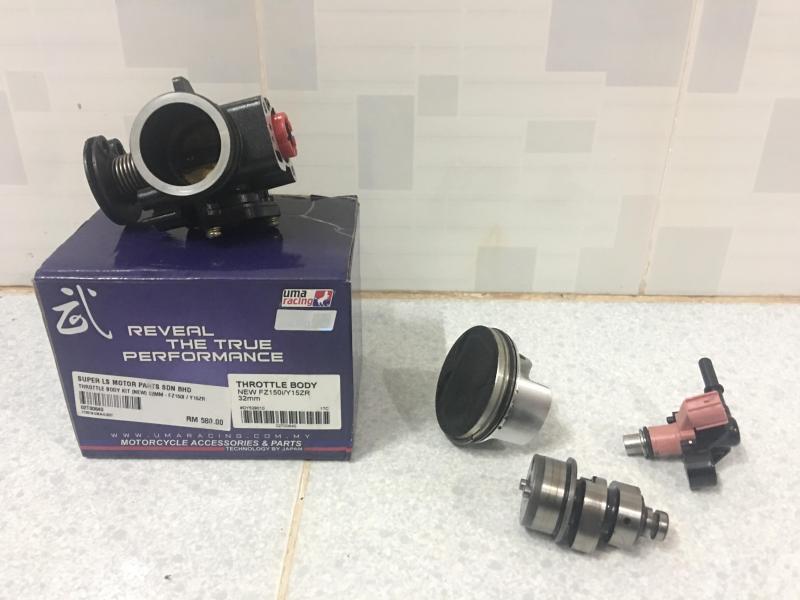 武
uma
racing
REVEAL
THE TRUE
PERFORMANCE
SUPER LS MOTOR PARTS SDN BHD
THROTTLE BODY KIT (NEW) 32MM - FZ150I / Y15ZR
02T00648
RM 580.00
THROTTLE BODY
NEW FZ150i/Y15ZR
32mm
WWW.UMARACING.COM.MY
MOTORCYCLE ACCESSORIES & PARTS
TECHNOLOGY BY JAPAN